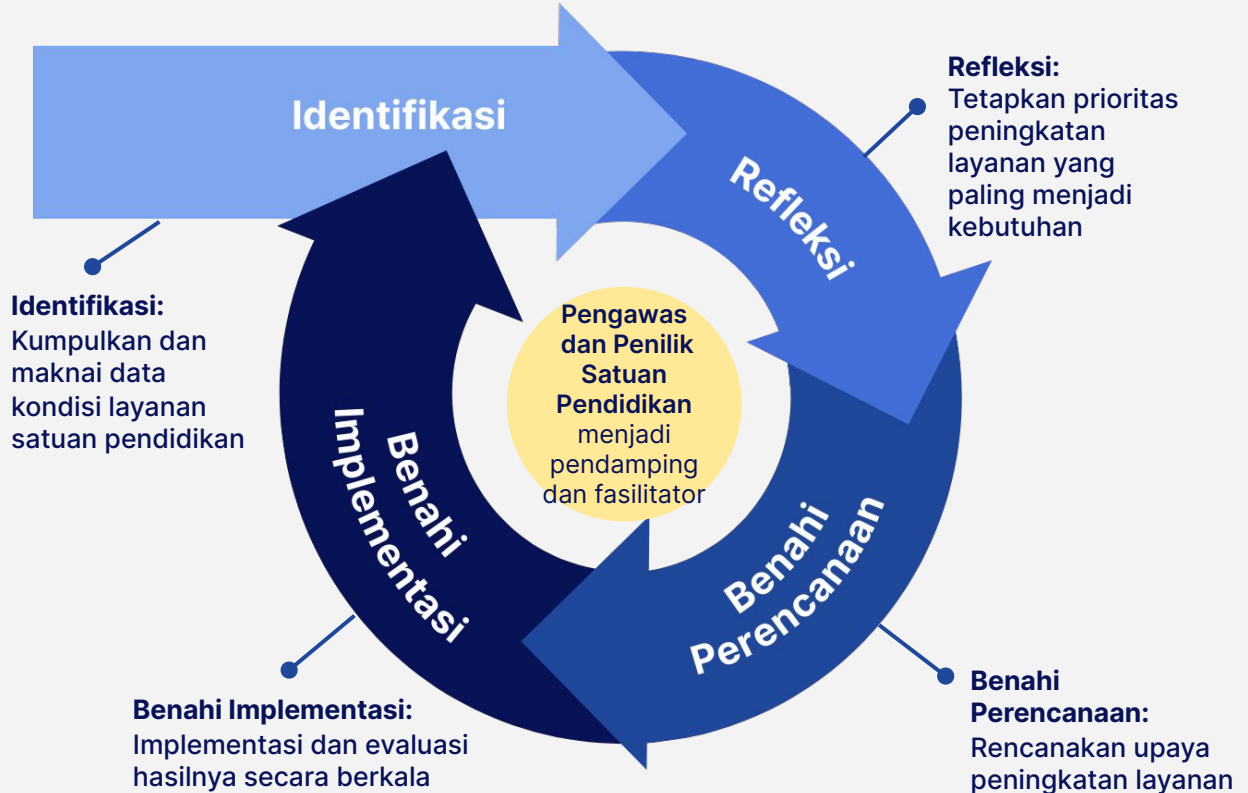 Identifikasi
Refleksi
Benahi
Perencanaan
Benahi
Implementasi
Pengawas
dan Penilik
Satuan
Pendidikan
menjadi
pendamping
dan fasilitator
Refleksi:
Tetapkan prioritas
peningkatan
layanan yang
paling menjadi
kebutuhan
Identifikasi:
Kumpulkan dan
maknai data
kondisi layanan
satuan pendidikan
Benahi Implementasi:
Implementasi dan evaluasi
hasilnya secara berkala
Benahi
Perencanaan:
Rencanakan upaya
peningkatan layanan